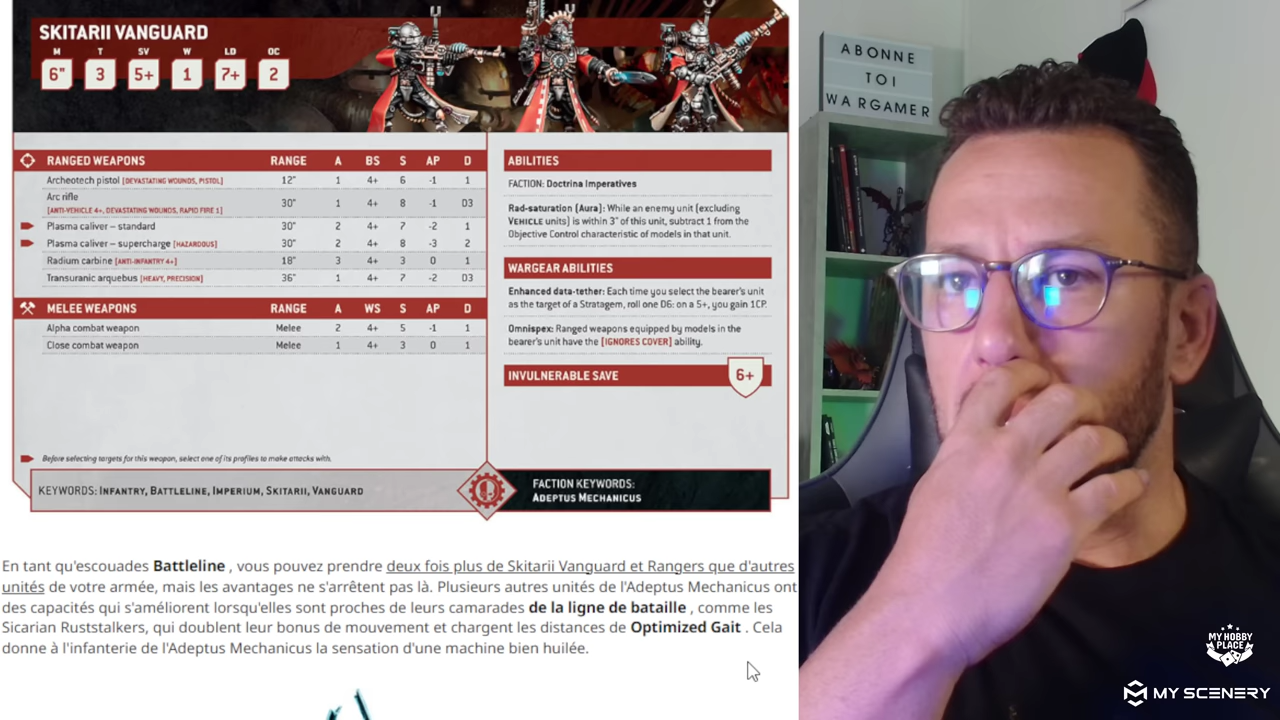 SKITARII VANGUARD
M T SV W LD OC
6" 3 5+ 1 7+ 2
RANGED WEAPONS RANGE A BS S AP D
Archeotech pistol [DEVASTATING WOUNDS, PISTOL] 12" 1 4+ 6 -1 1
Arc rifle
[ANTI-VEHICLE 4+, DEVASTATING WOUNDS, RAPID FIRE 1] 30" 1 4+ 8 -1 D3
Plasma caliver – standard 30" 2 4+ 7 -2 1
Plasma caliver – supercharge [HAZARDOUS] 30" 2 4+ 8 -3 2
Radium carbine [ANTI-INFANTRY 4+] 18" 3 4+ 3 0 1
Transuranic arquebus [HEAVY, PRECISION] 36" 1 4+ 7 -2 D3
MELEE WEAPONS RANGE A WS S AP D
Alpha combat weapon Melee 2 4+ 5 -1 1
Close combat weapon Melee 1 4+ 3 0 1
Before selecting targets for this weapon, select one of its profiles to make attacks with.
KEYWORDS: INFANTRY, BATTLELINE, IMPERIUM, SKITARII, VANGUARD
ABILITIES
FACTION: Doctrina Imperatives
Rad-saturation (Aura): While an enemy unit (excluding
VEHICLE units) is within 3" of this unit, subtract 1 from the
Objective Control characteristic of models in that unit.
WARGEAR ABILITIES
Enhanced data-tether: Each time you select the bearer's unit
as the target of a Stratagem, roll one D6: on a 5+, you gain 1CP.
Omnispex: Ranged weapons equipped by models in the
bearer's unit have the [IGNORES COVER] ability.
INVULNERABLE SAVE 6+
FACTION KEYWORDS:
ADEPTUS MECHANICUS
En tant qu'escouades Battleline , vous pouvez prendre deux fois plus de Skitarii Vanguard et Rangers que d'autres
unités de votre armée, mais les avantages ne s'arrêtent pas là. Plusieurs autres unités de l'Adeptus Mechanicus ont
des capacités qui s'améliorent lorsqu'elles sont proches de leurs camarades de la ligne de bataille , comme les
Sicarian Ruststalkers, qui doublent leur bonus de mouvement et chargent les distances de Optimized Gait . Cela
donne à l'infanterie de l'Adeptus Mechanicus la sensation d'une machine bien huilée.
ABONNE
TOI
WARGAMER
MY HOBBY
PLACE
MY SCENERY